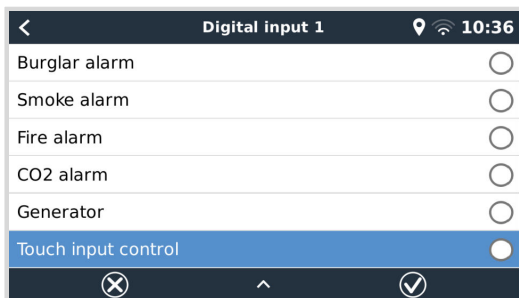 Digital input 1 10:36
Burglar alarm
Smoke alarm
Fire alarm
CO2 alarm
Generator
Touch input control